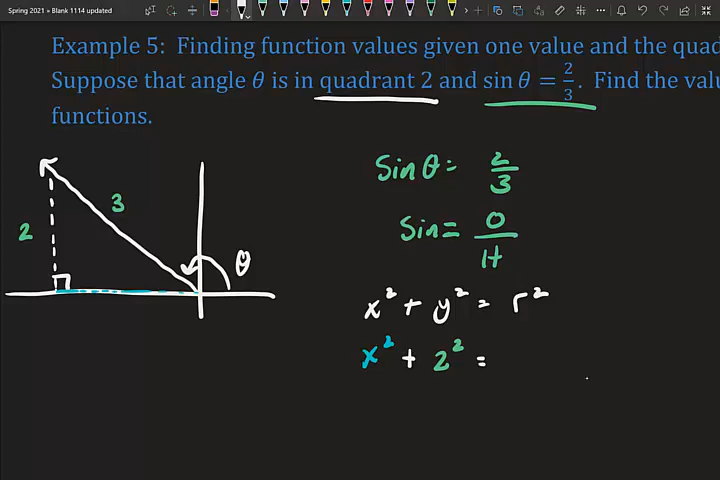 Spring 2021 » Blank 1114 updated
Example 5: Finding function values given one value and the quad
Suppose that angle θ is in quadrant 2 and sin θ = 2/3. Find the valu
functions.
Sin θ = 2/3
Sin = O/H
3
2
θ
x² + y² = r²
x² + 2² =